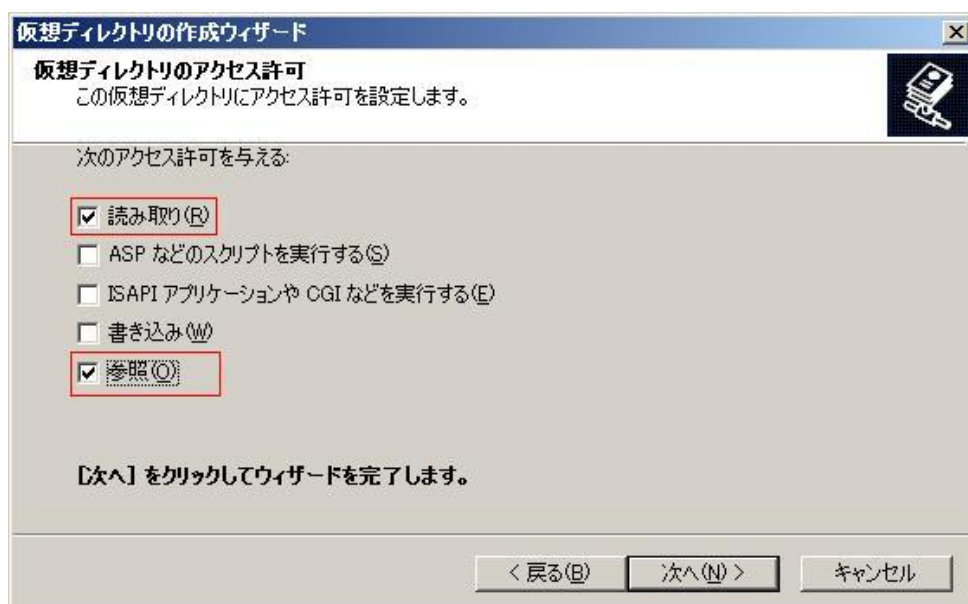 仮想ディレクトリの作成ウィザード
仮想ディレクトリのアクセス許可
この仮想ディレクトリにアクセス許可を設定します。
次のアクセス許可を与える:
読み取り(R)
ASP などのスクリプトを実行する(S)
ISAPI アプリケーションや CGI などを実行する(E)
書き込み(W)
参照(O)
[次へ] をクリックしてウィザードを完了します。
< 戻る(B)
次へ(N) >
キャンセル